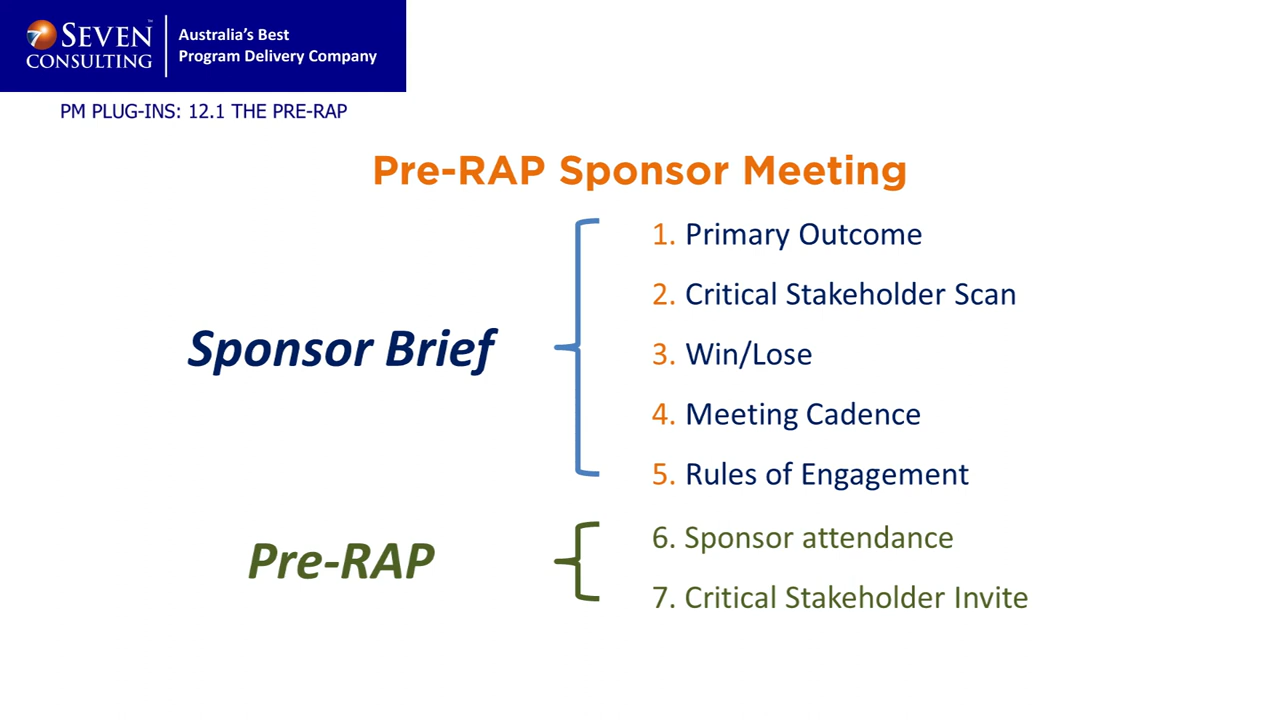 7 SEVEN
CONSULTING
Australia's Best
Program Delivery Company
PM PLUG-INS: 12.1 THE PRE-RAP
Pre-RAP Sponsor Meeting
Sponsor Brief
1. Primary Outcome
2. Critical Stakeholder Scan
3. Win/Lose
4. Meeting Cadence
5. Rules of Engagement
Pre-RAP
6. Sponsor attendance
7. Critical Stakeholder Invite